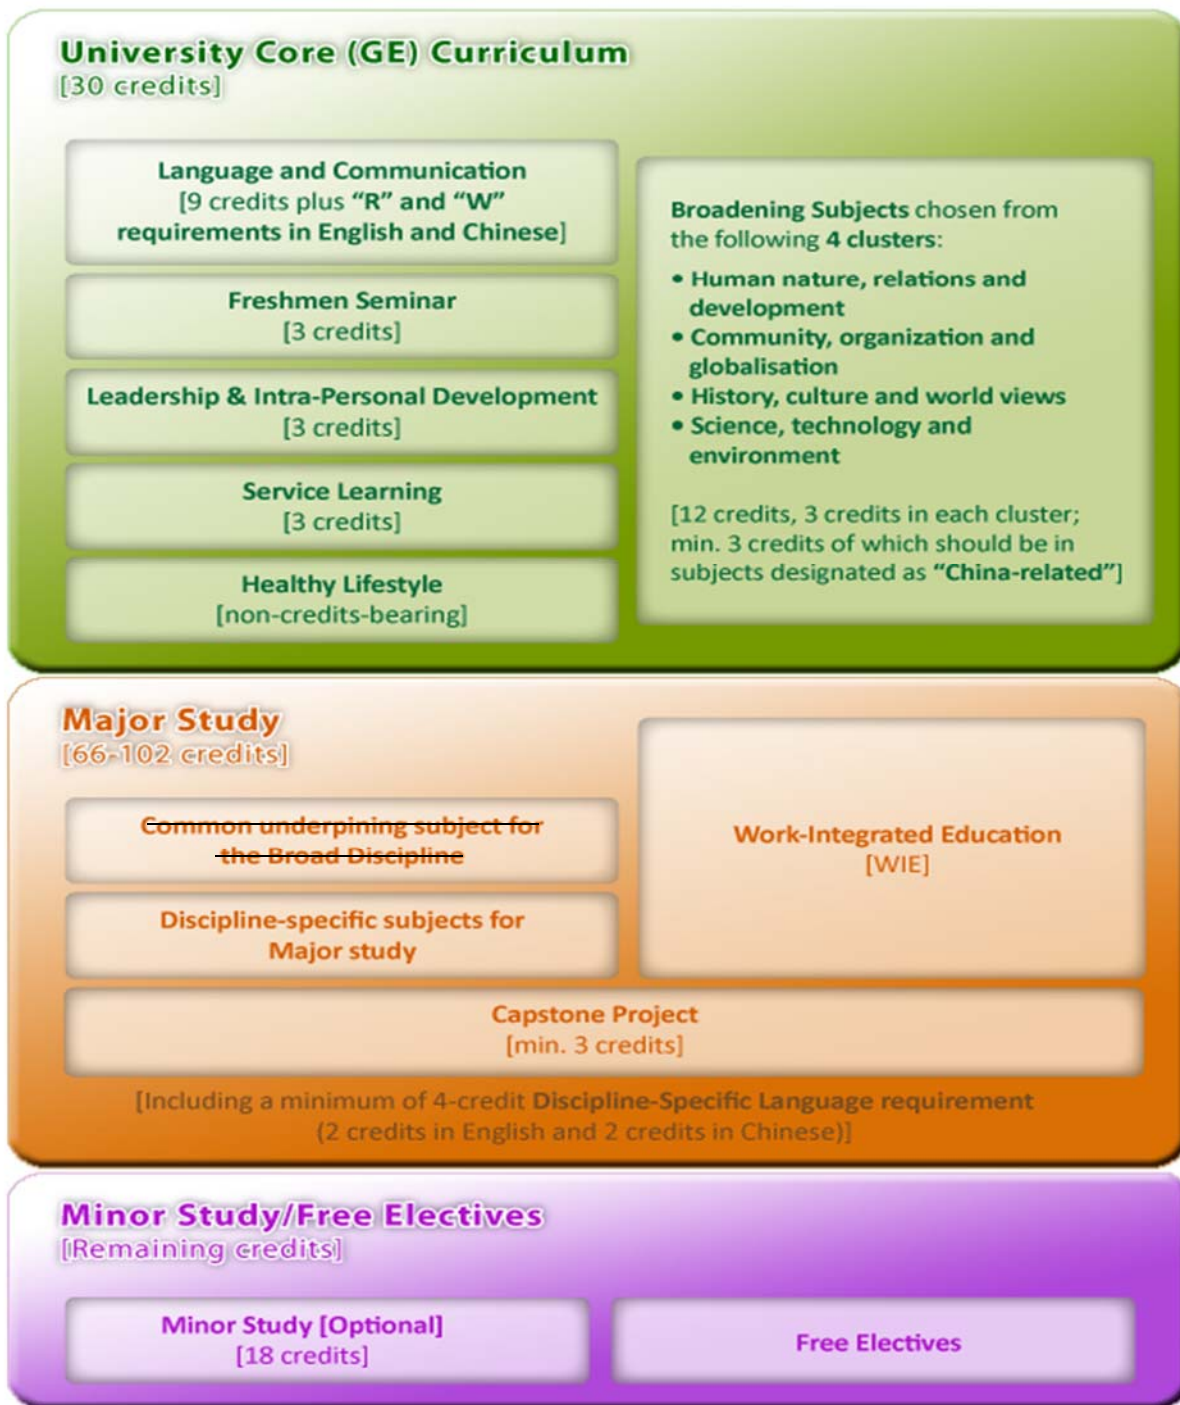 University Core (GE) Curriculum
[30 credits]
Language and Communication
[9 credits plus “R” and “W”
requirements in English and Chinese]
Freshmen Seminar
[3 credits]
Leadership & Intra-Personal Development
[3 credits]
Service Learning
[3 credits]
Healthy Lifestyle
[non-credits-bearing]
Broadening Subjects chosen from
the following 4 clusters:
• Human nature, relations and
development
• Community, organization and
globalisation
• History, culture and world views
• Science, technology and
environment
[12 credits, 3 credits in each cluster;
min. 3 credits of which should be in
subjects designated as “China-related”]
Major Study
[66-102 credits]
Common underpining subject for
the Broad Discipline
Discipline-specific subjects for
Major study
Work-Integrated Education
[WIE]
Capstone Project
[min. 3 credits]
[Including a minimum of 4-credit Discipline-Specific Language requirement
(2 credits in English and 2 credits in Chinese)]
Minor Study/Free Electives
[Remaining credits]
Minor Study [Optional]
[18 credits]
Free Electives